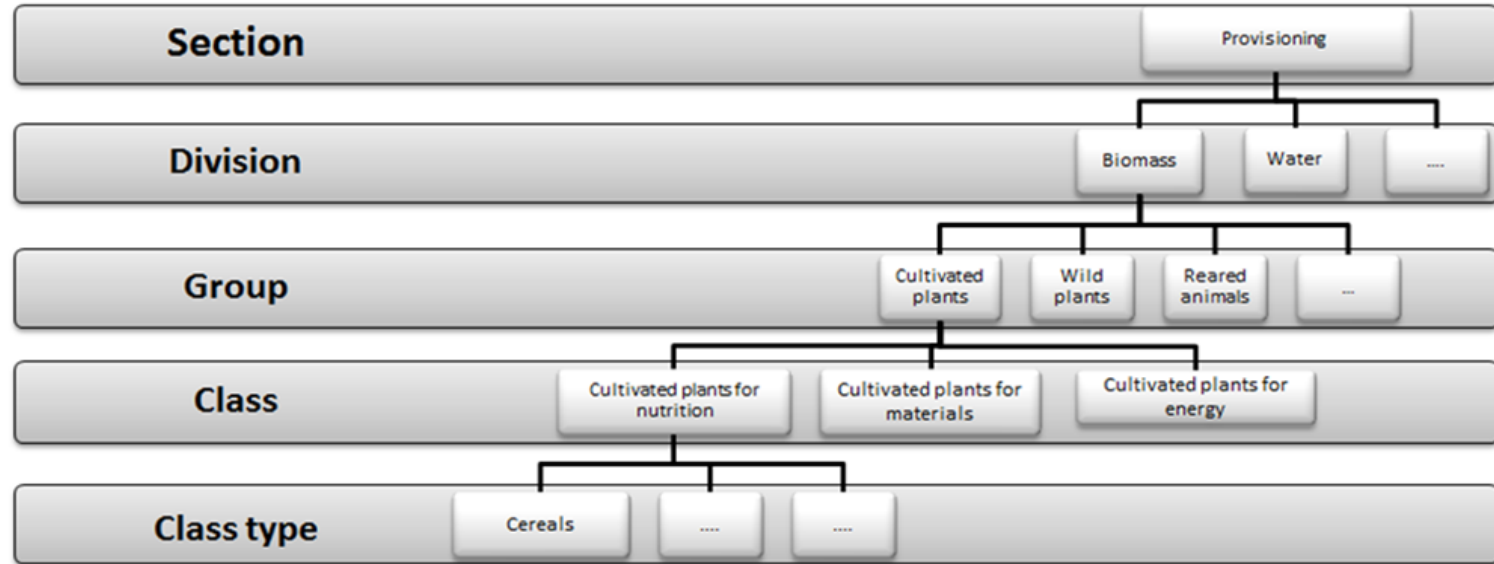 Section
Provisioning
Division
Biomass
Water
....
Group
Cultivated
plants
Wild
plants
Reared
animals
...
Class
Cultivated plants for
nutrition
Cultivated plants for
materials
Cultivated plants for
energy
Class type
Cereals
....
....